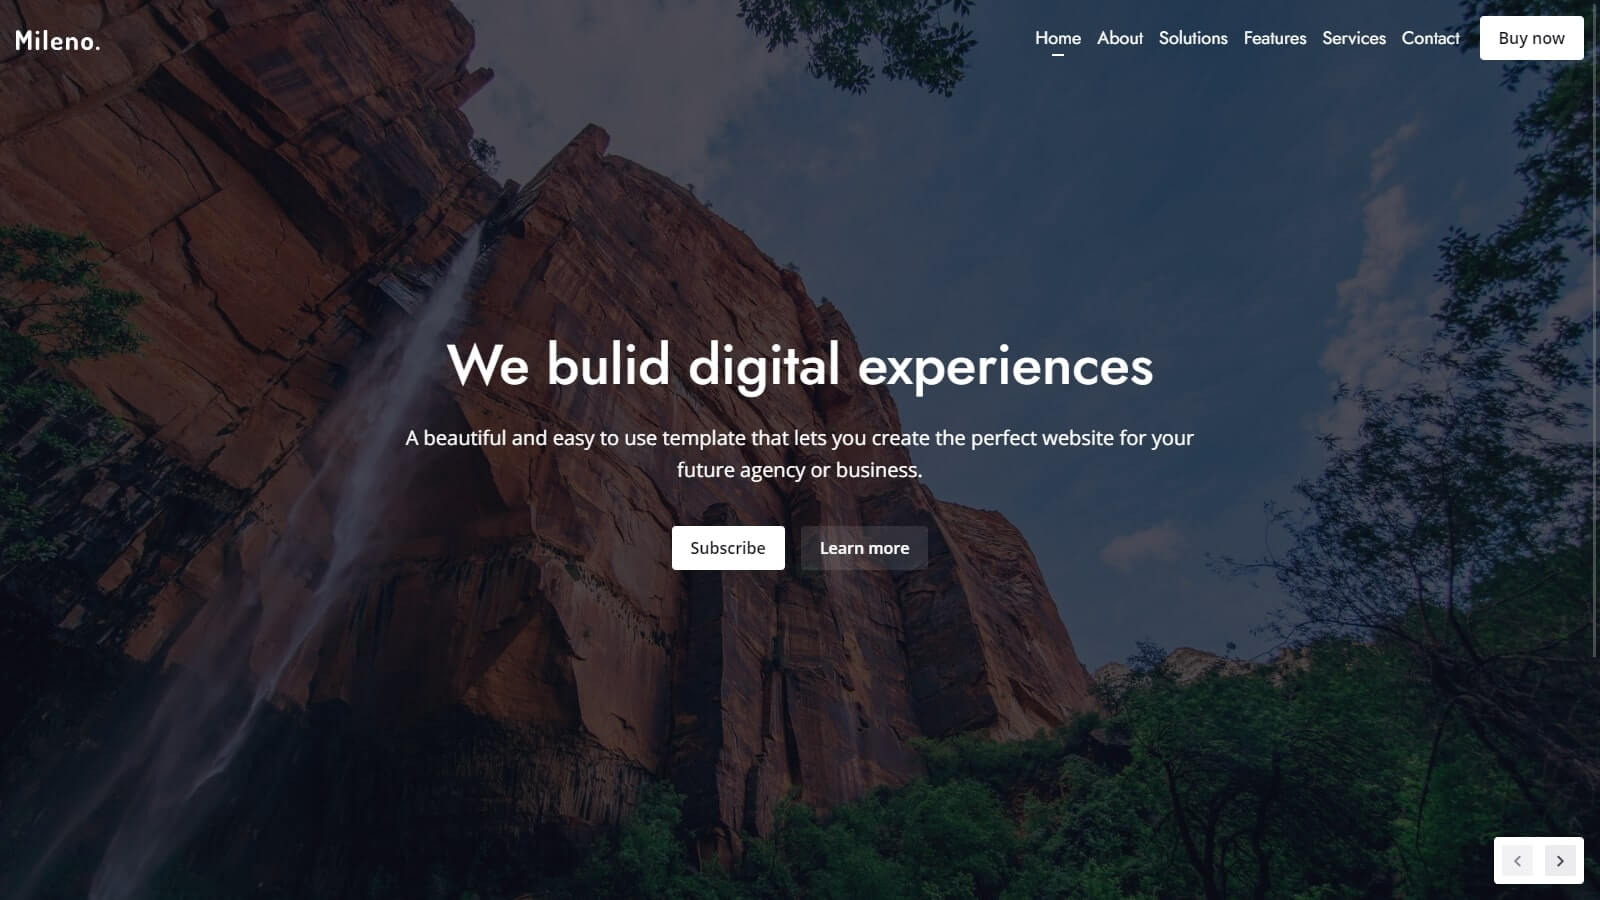 Mileno.
Home About Solutions Features Services Contact Buy now
We bulid digital experiences
A beautiful and easy to use template that lets you create the perfect website for your
future agency or business.
Subscribe Learn more